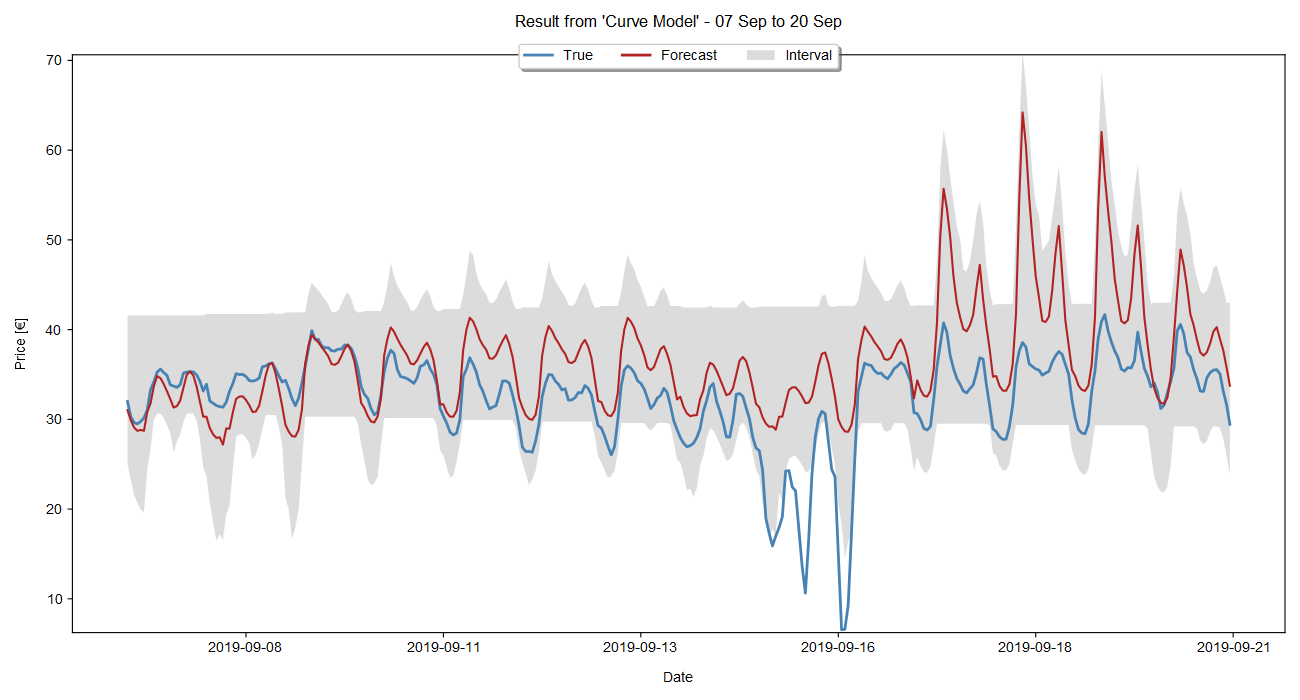 Result from 'Curve Model' - 07 Sep to 20 Sep
True Forecast Interval
70
60
50
40
30
20
10
Price [€]
2019-09-08 2019-09-11 2019-09-13 2019-09-16 2019-09-18 2019-09-21
Date